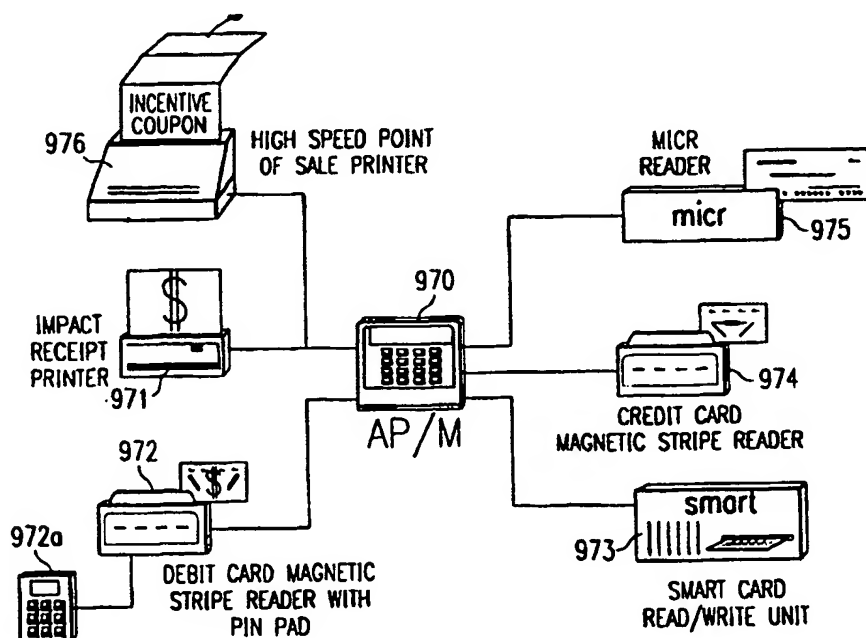 INCENTIVE
COUPON
976
HIGH SPEED POINT
OF SALE PRINTER
MICR
READER
micr
975
970
IMPACT
RECEIPT
PRINTER
$
971
AP/M
974
CREDIT CARD
MAGNETIC STRIPE READER
972
$
972a
DEBIT CARD MAGNETIC
STRIPE READER WITH
PIN PAD
smart
973
SMART CARD
READ/WRITE UNIT